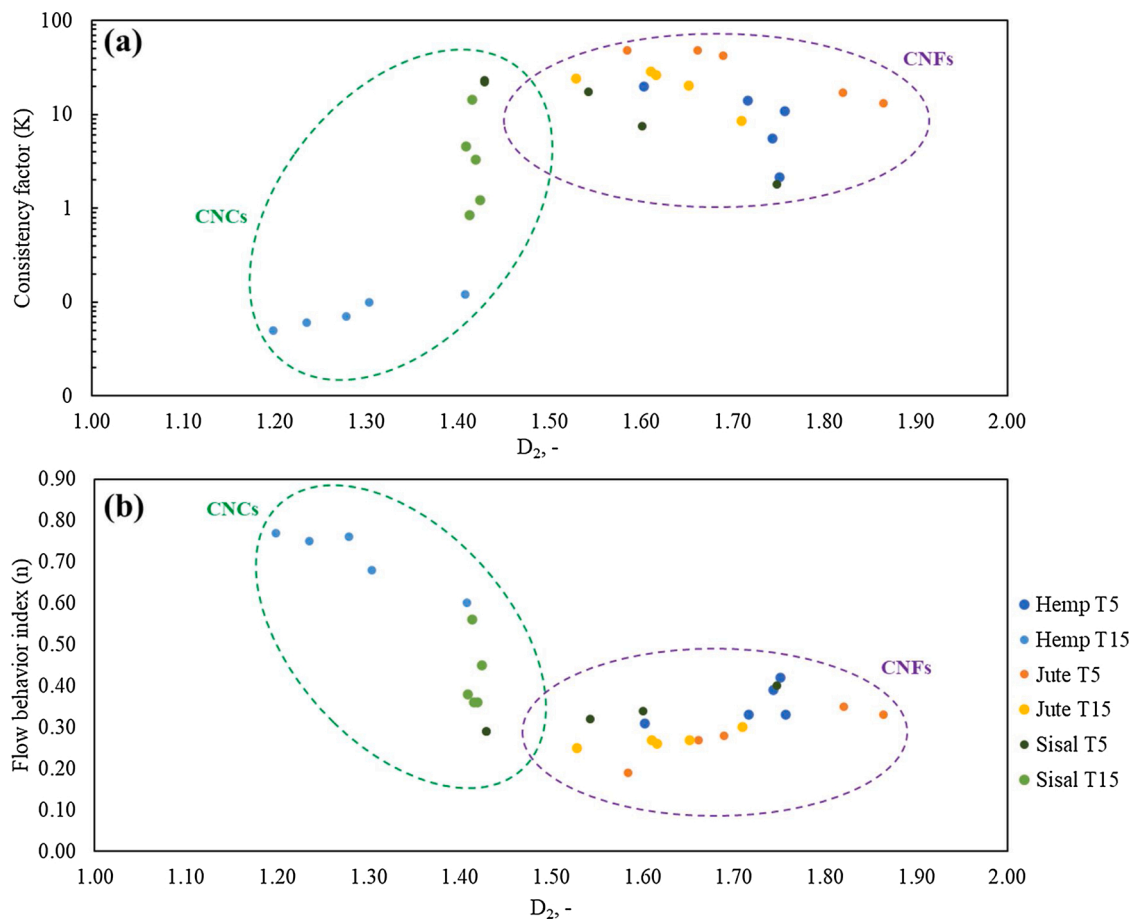 (a)
CNCs
CNFs
Consistency factor (K)
100
10
1
0
0
1.00 1.10 1.20 1.30 1.40 1.50 1.60 1.70 1.80 1.90 2.00
D2, -
(b)
CNCs
CNFs
Flow behavior index (n)
0.90
0.80
0.70
0.60
0.50
0.40
0.30
0.20
0.10
0.00
1.00 1.10 1.20 1.30 1.40 1.50 1.60 1.70 1.80 1.90 2.00
D2, -
Hemp T5
Hemp T15
Jute T5
Jute T15
Sisal T5
Sisal T15